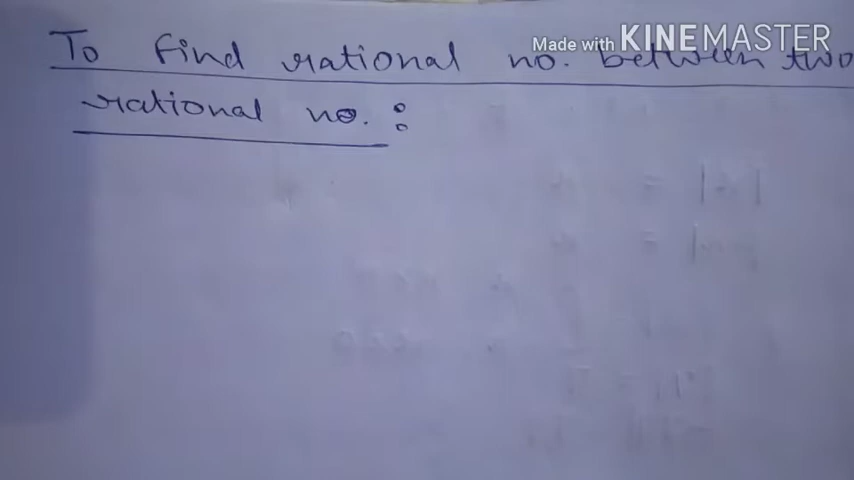 To find rational no. between two
rational no. :
Made with KINEMASTER